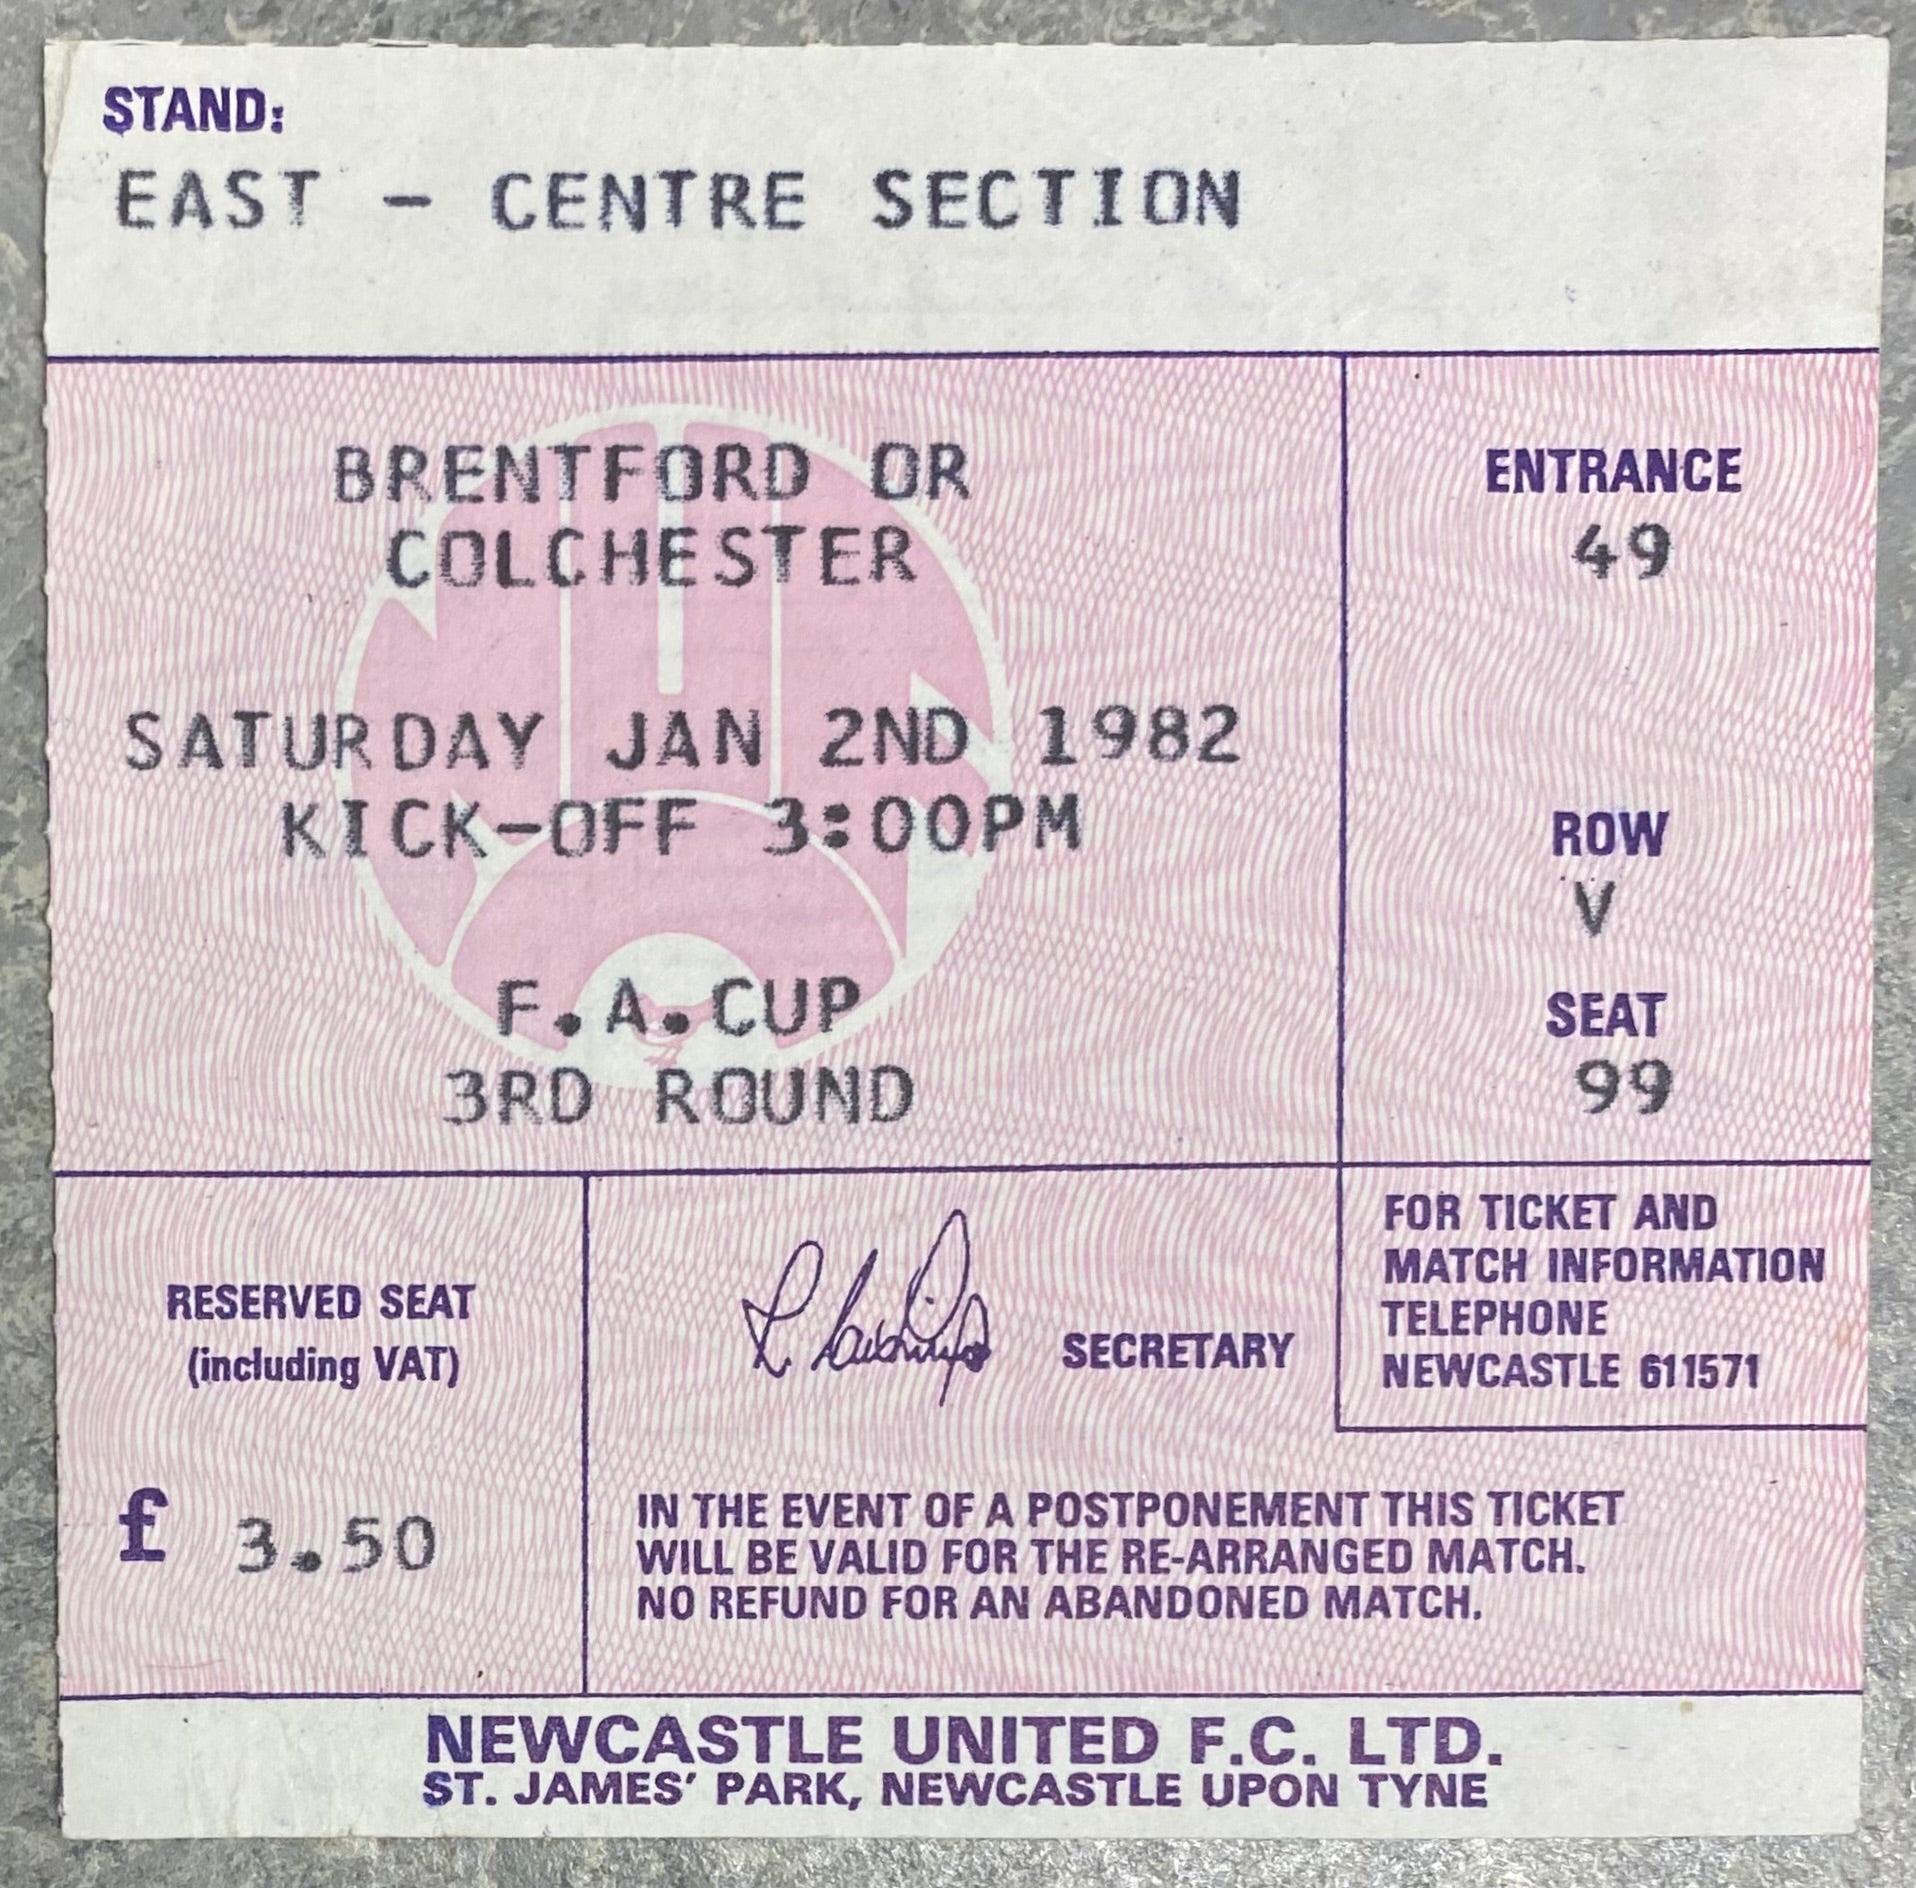 STAND:
EAST - CENTRE SECTION
BRENTFORD OR
COLCHESTER
SATURDAY JAN 2ND 1982
KICK-OFF 3:00PM
F.A.CUP
3RD ROUND
ENTRANCE
49
ROW
V
SEAT
99
RESERVED SEAT
(including VAT)
£ 3.50
SECRETARY
FOR TICKET AND
MATCH INFORMATION
TELEPHONE
NEWCASTLE 611571
IN THE EVENT OF A POSTPONEMENT THIS TICKET
WILL BE VALID FOR THE RE-ARRANGED MATCH.
NO REFUND FOR AN ABANDONED MATCH.
NEWCASTLE UNITED F.C. LTD.
ST. JAMES' PARK, NEWCASTLE UPON TYNE